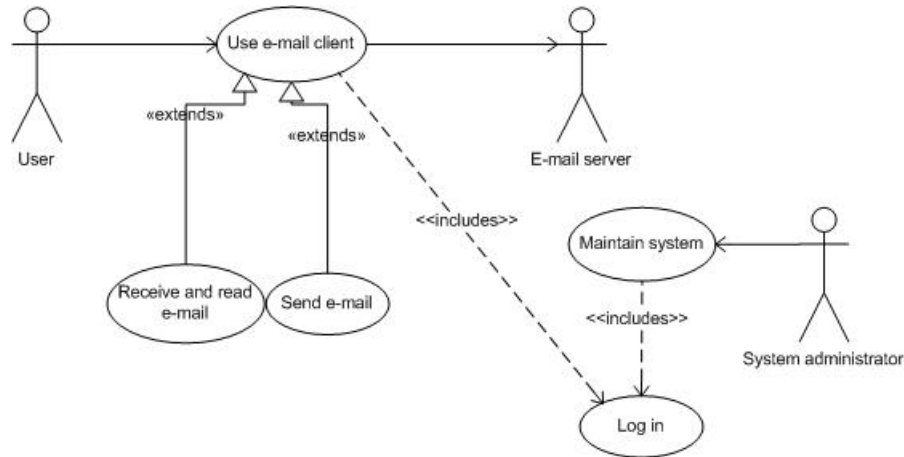 Use e-mail client
«extends»
«extends»
User
E-mail server
<<includes>>
Maintain system
Receive and read
e-mail
Send e-mail
<<includes>>
System administrator
Log in